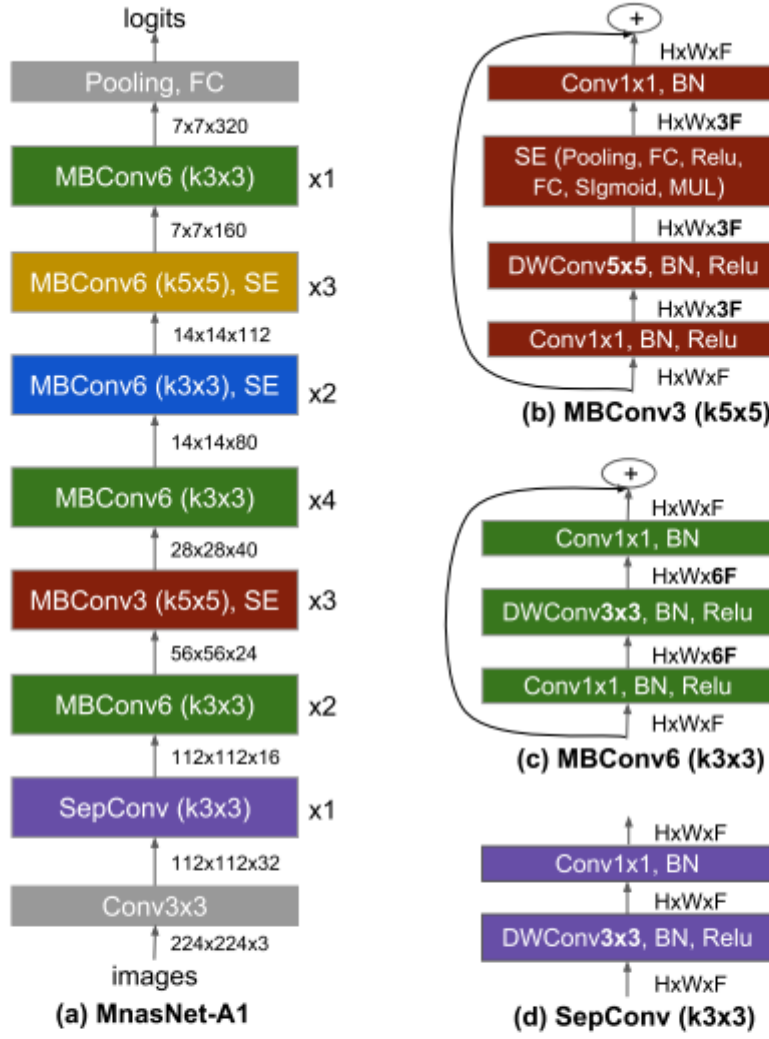 logits
Pooling, FC
7x7x320
MBConv6 (k3x3) x1
7x7x160
MBConv6 (k5x5), SE x3
14x14x112
MBConv6 (k3x3), SE x2
14x14x80
MBConv6 (k3x3) x4
28x28x40
MBConv3 (k5x5), SE x3
56x56x24
MBConv6 (k3x3) x2
112x112x16
SepConv (k3x3) x1
112x112x32
Conv3x3
224x224x3
images
(a) MnasNet-A1
+
HxWxF
Conv1x1, BN
HxWx3F
SE (Pooling, FC, Relu,
FC, SIgmoid, MUL)
HxWx3F
DWConv5x5, BN, Relu
HxWx3F
Conv1x1, BN, Relu
HxWxF
(b) MBConv3 (k5x5)
+
HxWxF
Conv1x1, BN
HxWx6F
DWConv3x3, BN, Relu
HxWx6F
Conv1x1, BN, Relu
HxWxF
(c) MBConv6 (k3x3)
HxWxF
Conv1x1, BN
HxWxF
DWConv3x3, BN, Relu
HxWxF
(d) SepConv (k3x3)